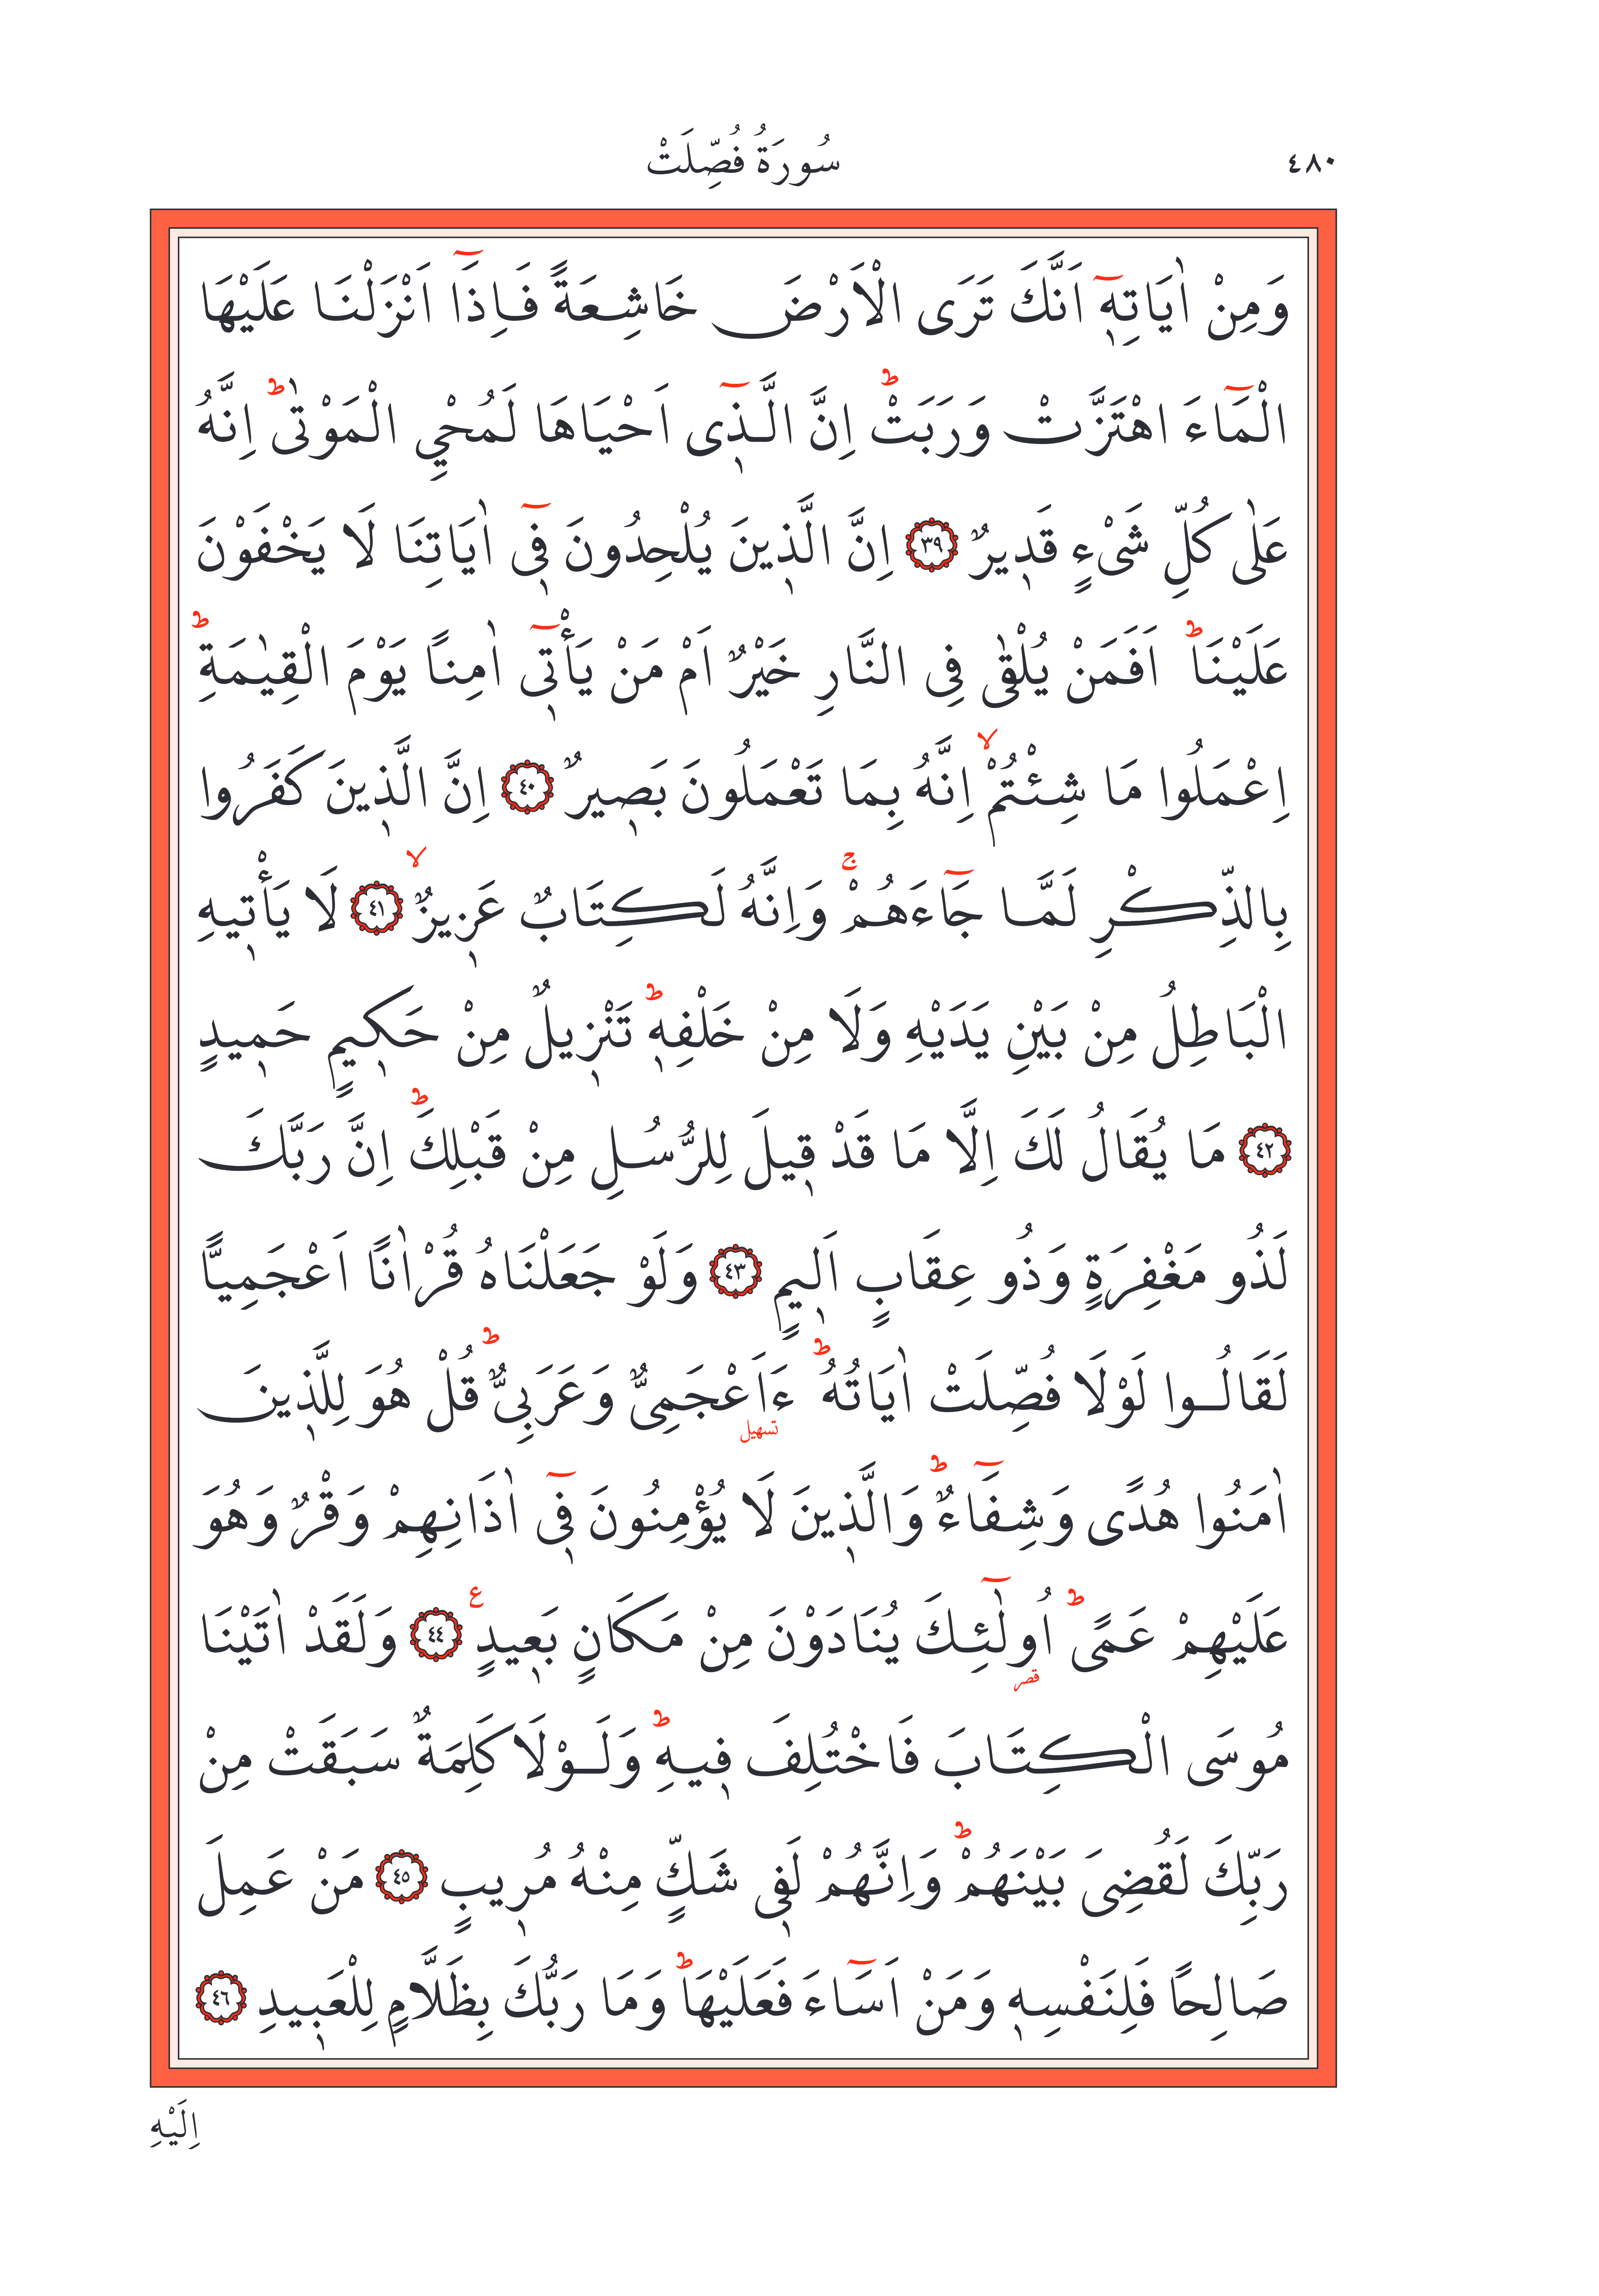 ٤٨٠
سُورَةُ فُصِّلَتْ
وَمِنْ اٰيَاتِه۪ٓ اَنَّكَ تَرَى الْاَرْضَ خَاشِعَةً فَاِذَٓا اَنْزَلْنَا عَلَيْهَا
الْمَٓاءَ اهْتَزَّتْ وَرَبَتْۜ اِنَّ الَّذ۪ٓى اَحْيَاهَا لَمُحْيِ الْمَوْتٰىۜ اِنَّهُ
عَلٰى كُلِّ شَىْءٍ قَد۪يرٌ ﴿٣٩﴾ اِنَّ الَّذ۪ينَ يُلْحِدُونَ ف۪ٓى اٰيَاتِنَا لَا يَخْفَوْنَ
عَلَيْنَاۜ اَفَمَنْ يُلْقٰى فِى النَّارِ خَيْرٌ اَمْ مَنْ يَأْت۪ٓى اٰمِنًا يَوْمَ الْقِيٰمَةِۜ
اِعْمَلُوا مَا شِئْتُمْۙ اِنَّهُ بِمَا تَعْمَلُونَ بَص۪يرٌ ﴿٤٠﴾ اِنَّ الَّذ۪ينَ كَفَرُوا
بِالذِّكْرِ لَمَّا جَٓاءَهُمْۚ وَاِنَّهُ لَكِتَابٌ عَز۪يزٌۙ ﴿٤١﴾ لَا يَأْت۪يهِ
الْبَاطِلُ مِنْ بَيْنِ يَدَيْهِ وَلَا مِنْ خَلْفِه۪ۜ تَنْز۪يلٌ مِنْ حَك۪يمٍ حَم۪يدٍ
﴿٤٢﴾ مَا يُقَالُ لَكَ اِلَّا مَا قَدْ ق۪يلَ لِلرُّسُلِ مِنْ قَبْلِكَۜ اِنَّ رَبَّكَ
لَذُو مَغْفِرَةٍ وَذُو عِقَابٍ اَل۪يمٍ ﴿٤٣﴾ وَلَوْ جَعَلْنَاهُ قُرْاٰنًا اَعْجَمِيًّا
لَقَالُوا لَوْلَا فُصِّلَتْ اٰيَاتُهُۜ ءَاَعْجَمِىٌّ وَعَرَبِىٌّۜ قُلْ هُوَ لِلَّذ۪ينَ
تسهيل
اٰمَنُوا هُدًى وَشِفَٓاءٌۜ وَالَّذ۪ينَ لَا يُؤْمِنُونَ ف۪ٓى اٰذَانِهِمْ وَقْرٌ وَهُوَ
عَلَيْهِمْ عَمًىۜ اُولٰٓئِكَ يُنَادَوْنَ مِنْ مَكَانٍ بَع۪يدٍ ع ﴿٤٤﴾ وَلَقَدْ اٰتَيْنَا
قصر
مُوسَى الْكِتَابَ فَاخْتُلِفَ ف۪يهِۜ وَلَوْلَا كَلِمَةٌ سَبَقَتْ مِنْ
رَبِّكَ لَقُضِىَ بَيْنَهُمْۜ وَاِنَّهُمْ لَف۪ى شَكٍّ مِنْهُ مُر۪يبٍ ﴿٤٥﴾ مَنْ عَمِلَ
صَالِحًا فَلِنَفْسِه۪ وَمَنْ اَسَٓاءَ فَعَلَيْهَاۜ وَمَا رَبُّكَ بِظَلَّامٍ لِلْعَب۪يدِ ﴿٤٦﴾
اِلَيْهِ